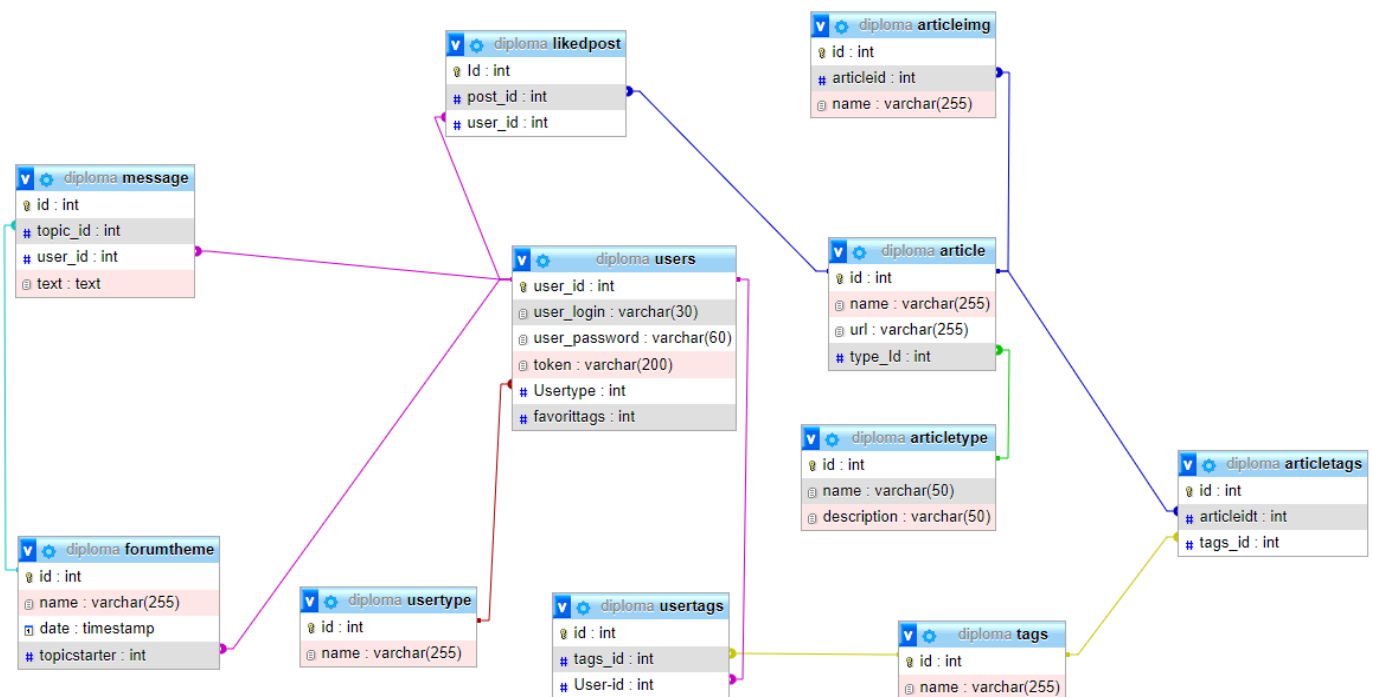 diploma likedpost
Id : int
post_id : int
user_id : int
diploma articleimg
id : int
articleid : int
name : varchar(255)
diploma message
id : int
topic_id : int
user_id : int
text : text
diploma users
user_id : int
user_login : varchar(30)
user_password : varchar(60)
token : varchar(200)
Usertype : int
favorittags : int
diploma article
id : int
name : varchar(255)
url : varchar(255)
type_Id : int
diploma articletype
id : int
name : varchar(50)
description : varchar(50)
diploma articletags
id : int
articleidt : int
tags_id : int
diploma forumtheme
id : int
name : varchar(255)
date : timestamp
topicstarter : int
diploma usertype
id : int
name : varchar(255)
diploma usertags
id : int
tags_id : int
User-id : int
diploma tags
id : int
name : varchar(255)